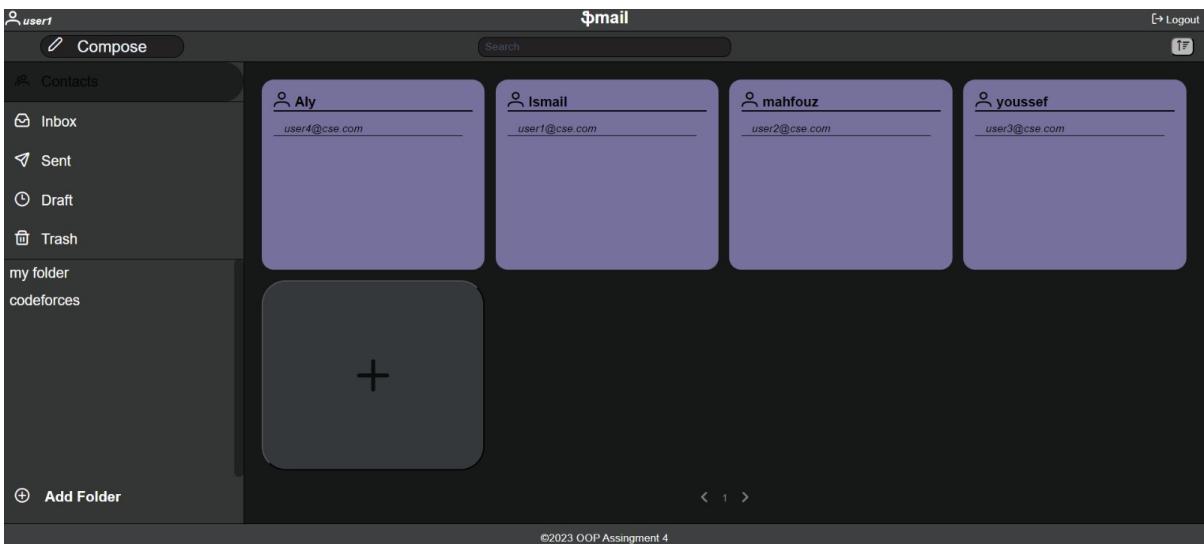 user1
ⴛmail
Logout
Compose
Search
Contacts
Inbox
Sent
Draft
Trash
my folder
codeforces
Add Folder
Aly
user4@cse.com
Ismail
user1@cse.com
mahfouz
user2@cse.com
youssef
user3@cse.com
1
©2023 OOP Assingment 4